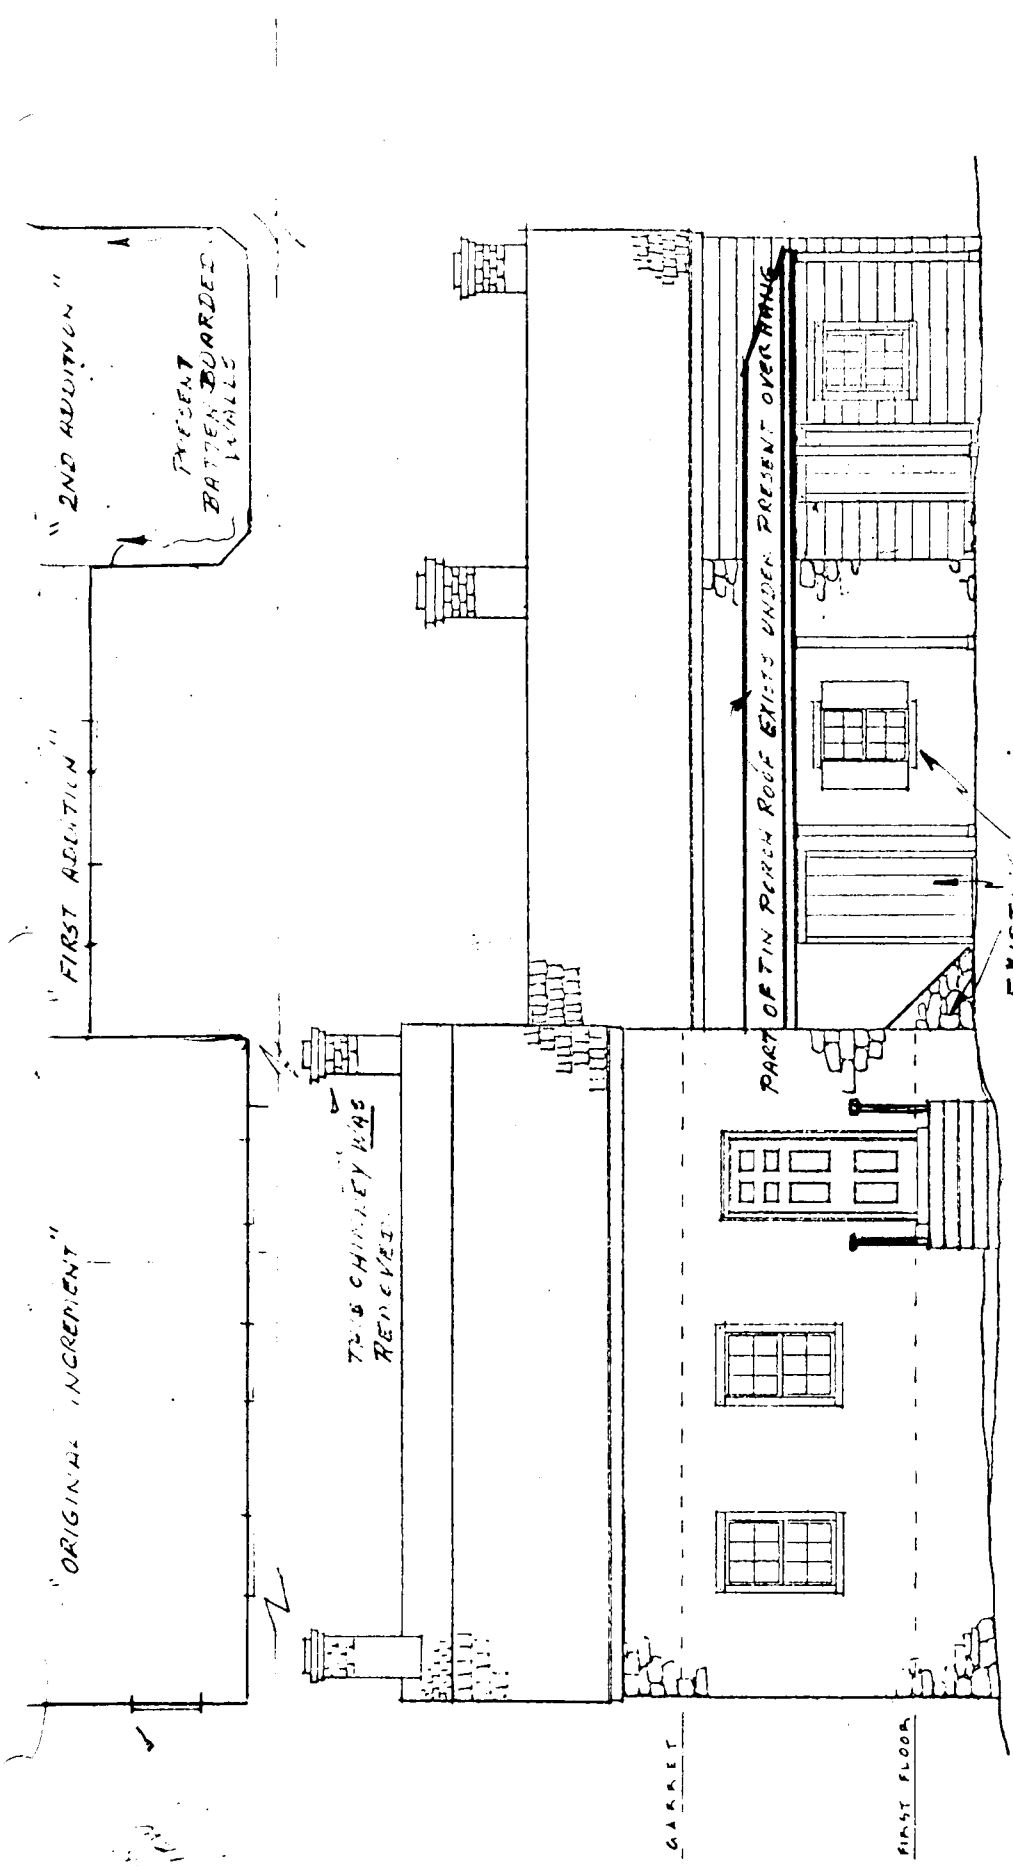 "ORIGINAL INCREMENT"
"FIRST ADDITION"
"2ND ADDITION"
PRESENT
BATTEN BOARDED
WALLS
THIS CHIMNEY WAS
REMOVED
PART OF TIN PORCH ROOF EXISTS UNDER PRESENT OVERHANG
GARRET
FIRST FLOOR